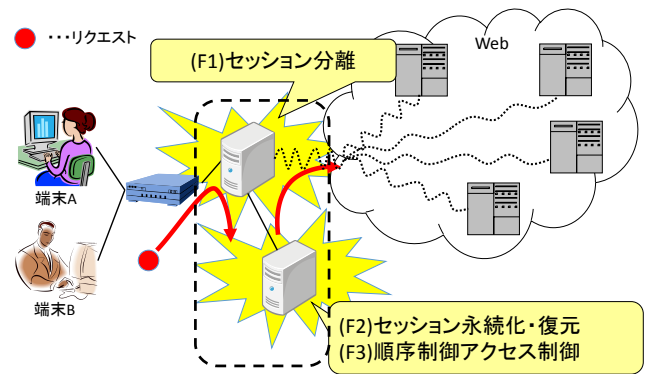 ・・・リクエスト
(F1)セッション分離
Web
端末A
端末B
(F2)セッション永続化・復元
(F3)順序制御アクセス制御